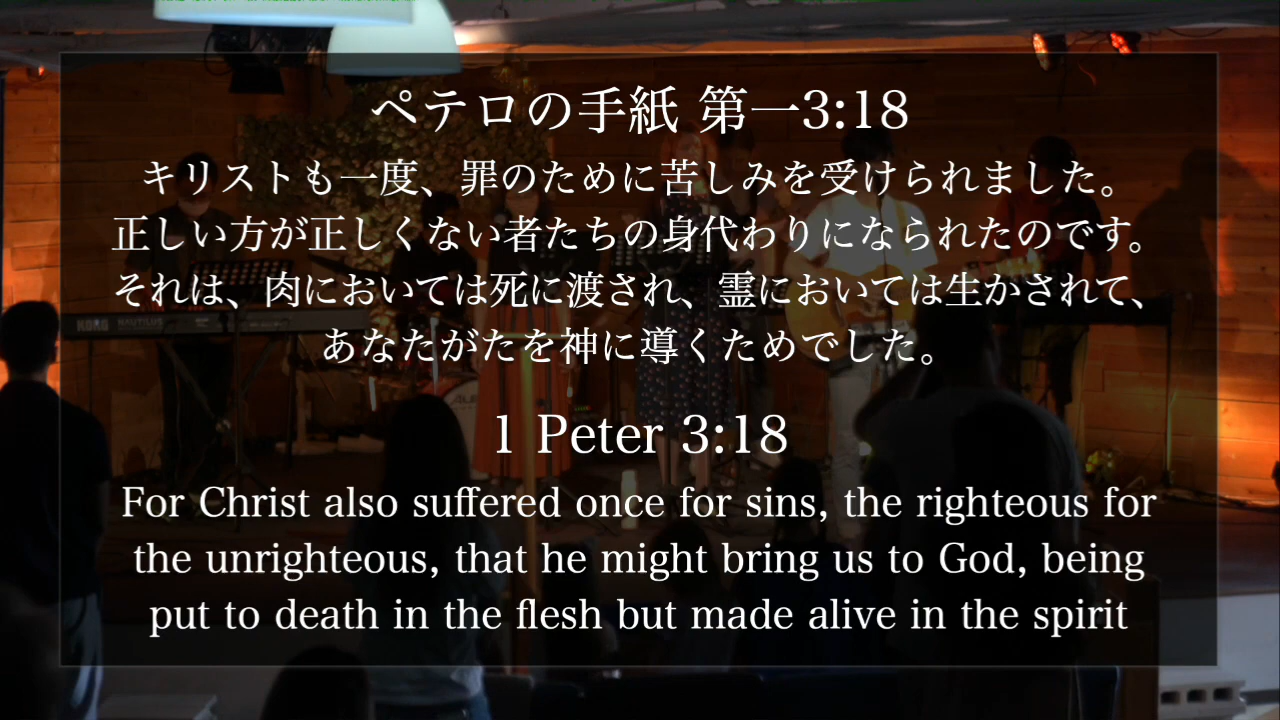 ペテロの手紙 第一3:18
キリストも一度、罪のために苦しみを受けられました。
正しい方が正しくない者たちの身代わりになられたのです。
それは、肉においては死に渡され、霊においては生かされて、
あなたがたを神に導くためでした。
1 Peter 3:18
For Christ also suffered once for sins, the righteous for
the unrighteous, that he might bring us to God, being
put to death in the flesh but made alive in the spirit
KORG NAUTILUS